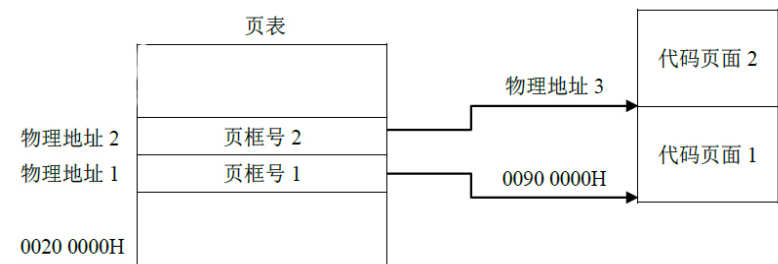 页表
代码页面 2
物理地址 3
物理地址 2
页框号 2
代码页面 1
物理地址 1
页框号 1
0090 0000H
0020 0000H